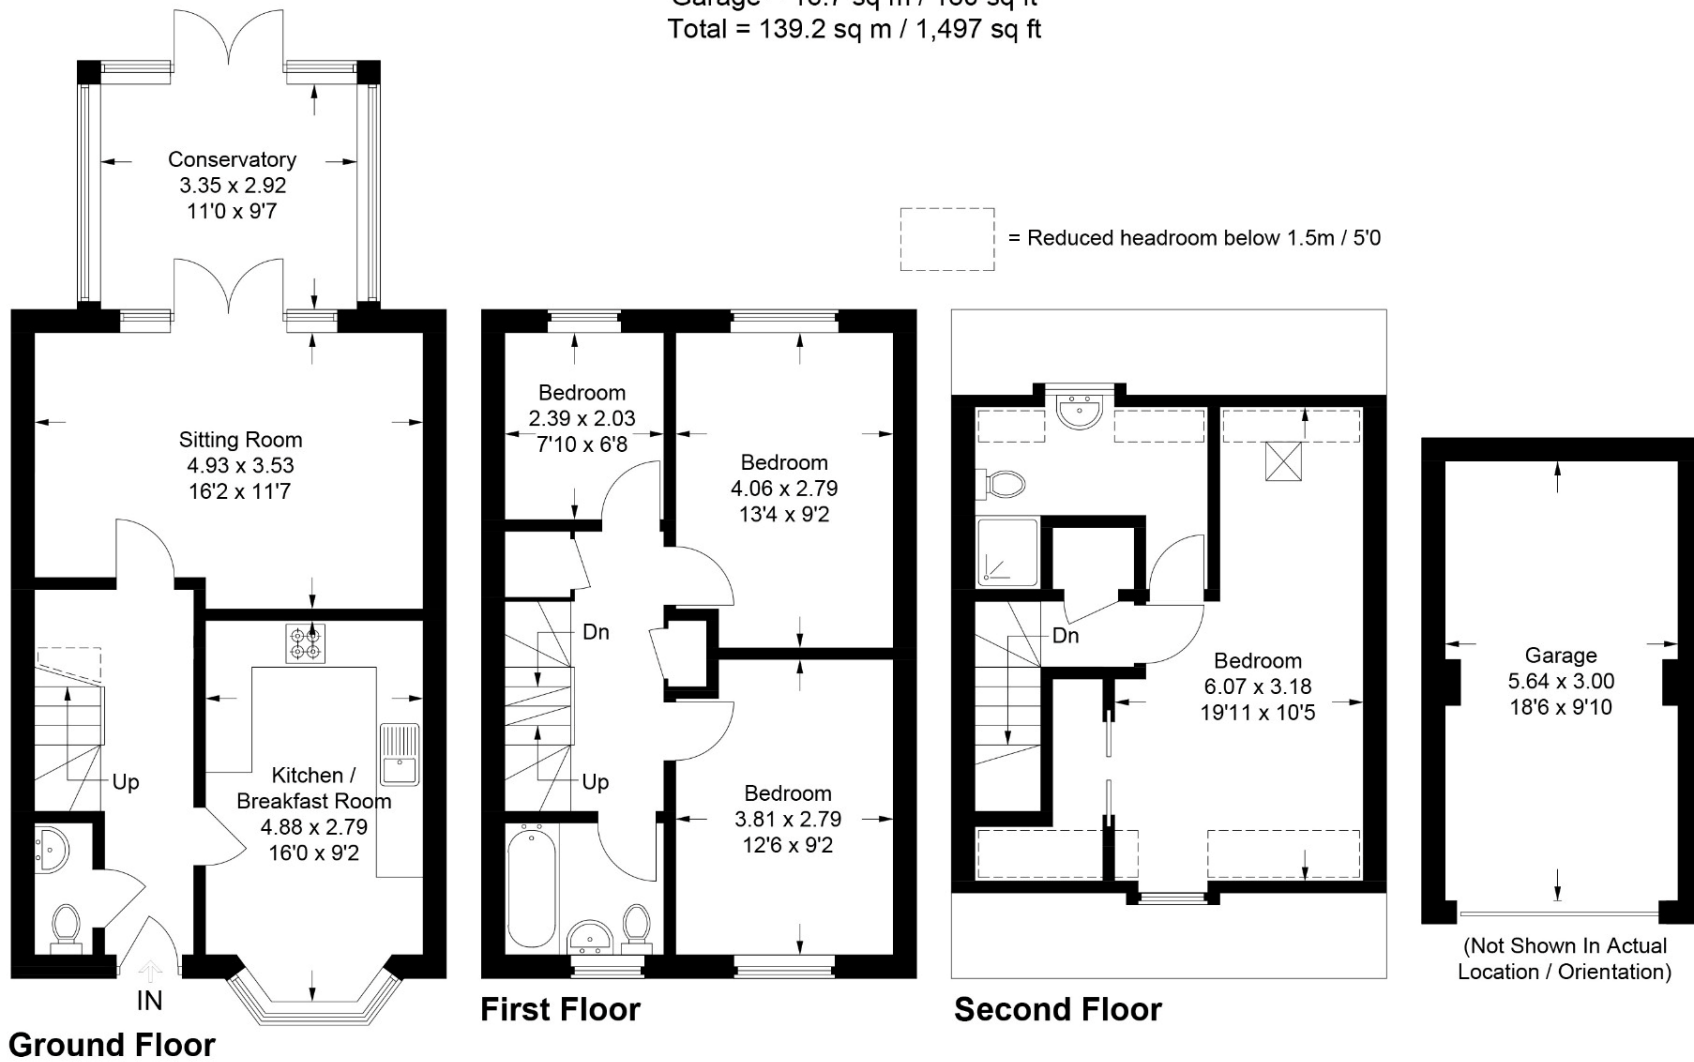 Total = 139.2 sq m / 1,497 sq ft
Conservatory
3.35 x 2.92
11'0 x 9'7
= Reduced headroom below 1.5m / 5'0
Sitting Room
4.93 x 3.53
16'2 x 11'7
Up
Kitchen /
Breakfast Room
4.88 x 2.79
16'0 x 9'2
IN
Ground Floor
Bedroom
2.39 x 2.03
7'10 x 6'8
Bedroom
4.06 x 2.79
13'4 x 9'2
Dn
Up
Bedroom
3.81 x 2.79
12'6 x 9'2
First Floor
Dn
Bedroom
6.07 x 3.18
19'11 x 10'5
Second Floor
Garage
5.64 x 3.00
18'6 x 9'10
(Not Shown In Actual
Location / Orientation)